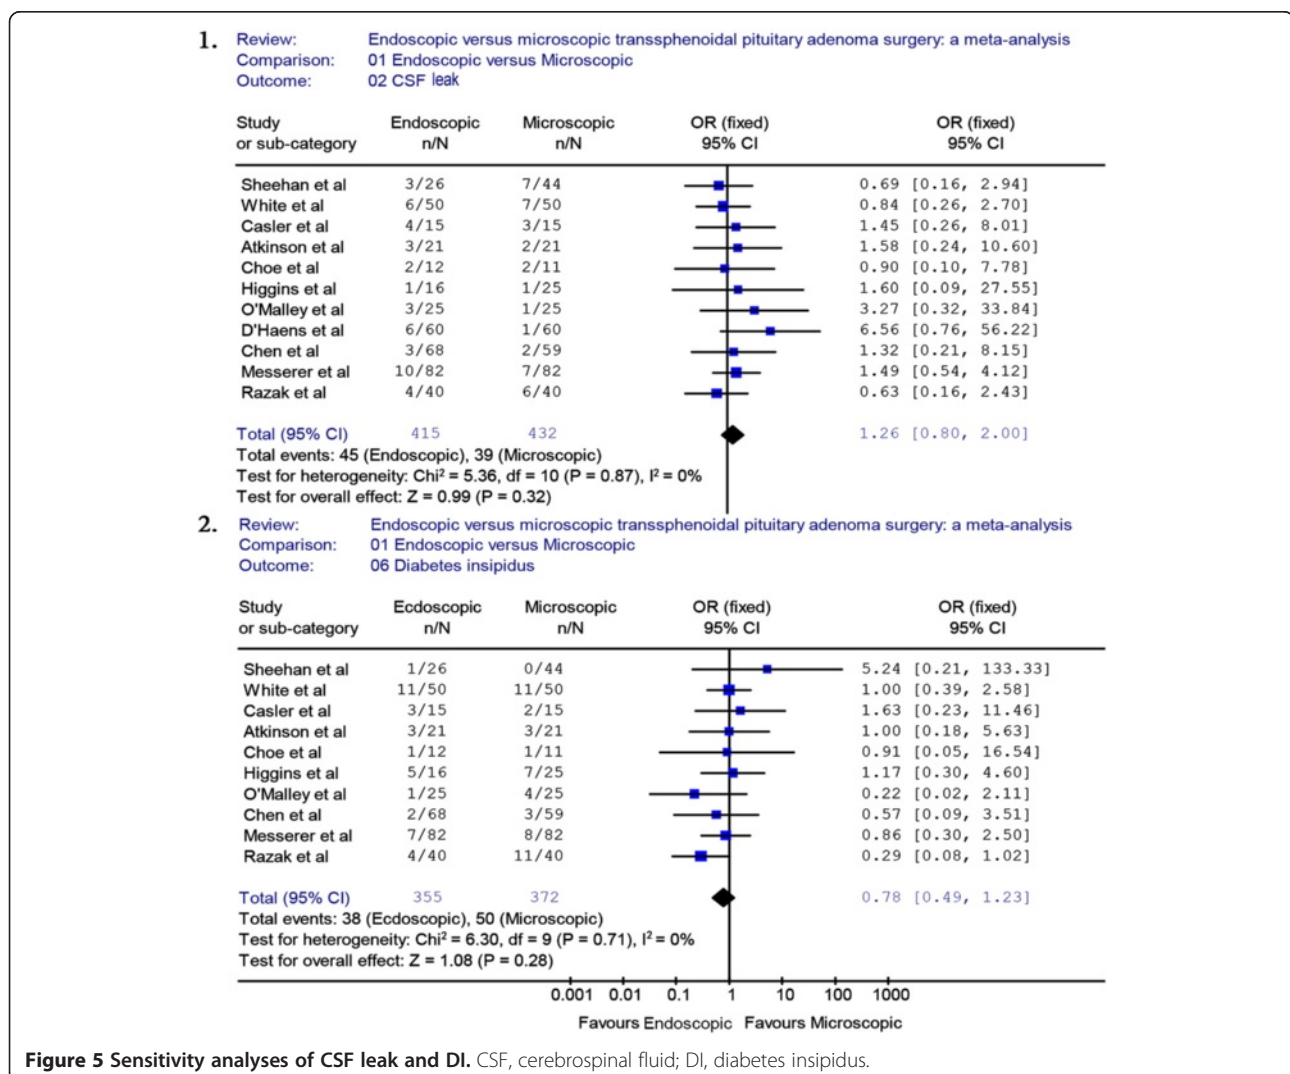 1. Review: Endoscopic versus microscopic transsphenoidal pituitary adenoma surgery: a meta-analysis
Comparison: 01 Endoscopic versus Microscopic
Outcome: 02 CSF leak
Study Endoscopic Microscopic OR (fixed) OR (fixed)
or sub-category n/N n/N 95% CI 95% CI
Sheehan et al 3/26 7/44 0.69 [0.16, 2.94]
White et al 6/50 7/50 0.84 [0.26, 2.70]
Casler et al 4/15 3/15 1.45 [0.26, 8.01]
Atkinson et al 3/21 2/21 1.58 [0.24, 10.60]
Choe et al 2/12 2/11 0.90 [0.10, 7.78]
Higgins et al 1/16 1/25 1.60 [0.09, 27.55]
O'Malley et al 3/25 1/25 3.27 [0.32, 33.84]
D'Haens et al 6/60 1/60 6.56 [0.76, 56.22]
Chen et al 3/68 2/59 1.32 [0.21, 8.15]
Messerer et al 10/82 7/82 1.49 [0.54, 4.12]
Razak et al 4/40 6/40 0.63 [0.16, 2.43]
Total (95% CI) 415 432 1.26 [0.80, 2.00]
Total events: 45 (Endoscopic), 39 (Microscopic)
Test for heterogeneity: Chi² = 5.36, df = 10 (P = 0.87), I² = 0%
Test for overall effect: Z = 0.99 (P = 0.32)
2. Review: Endoscopic versus microscopic transsphenoidal pituitary adenoma surgery: a meta-analysis
Comparison: 01 Endoscopic versus Microscopic
Outcome: 06 Diabetes insipidus
Study Ecdoscopic Microscopic OR (fixed) OR (fixed)
or sub-category n/N n/N 95% CI 95% CI
Sheehan et al 1/26 0/44 5.24 [0.21, 133.33]
White et al 11/50 11/50 1.00 [0.39, 2.58]
Casler et al 3/15 2/15 1.63 [0.23, 11.46]
Atkinson et al 3/21 3/21 1.00 [0.18, 5.63]
Choe et al 1/12 1/11 0.91 [0.05, 16.54]
Higgins et al 5/16 7/25 1.17 [0.30, 4.60]
O'Malley et al 1/25 4/25 0.22 [0.02, 2.11]
Chen et al 2/68 3/59 0.57 [0.09, 3.51]
Messerer et al 7/82 8/82 0.86 [0.30, 2.50]
Razak et al 4/40 11/40 0.29 [0.08, 1.02]
Total (95% CI) 355 372 0.78 [0.49, 1.23]
Total events: 38 (Ecdoscopic), 50 (Microscopic)
Test for heterogeneity: Chi² = 6.30, df = 9 (P = 0.71), I² = 0%
Test for overall effect: Z = 1.08 (P = 0.28)
0.001 0.01 0.1 1 10 100 1000
Favours Endoscopic Favours Microscopic
Figure 5 Sensitivity analyses of CSF leak and DI. CSF, cerebrospinal fluid; DI, diabetes insipidus.